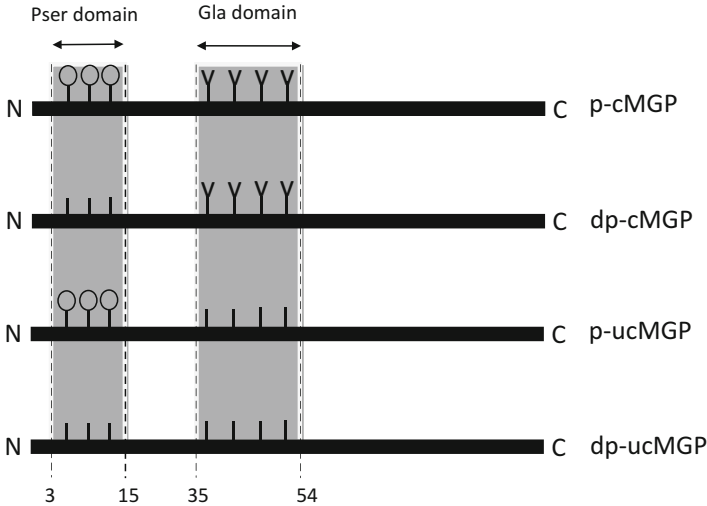 Pser domain Gla domain
N C p-cMGP
N C dp-cMGP
N C p-ucMGP
N C dp-ucMGP
3 15 35 54